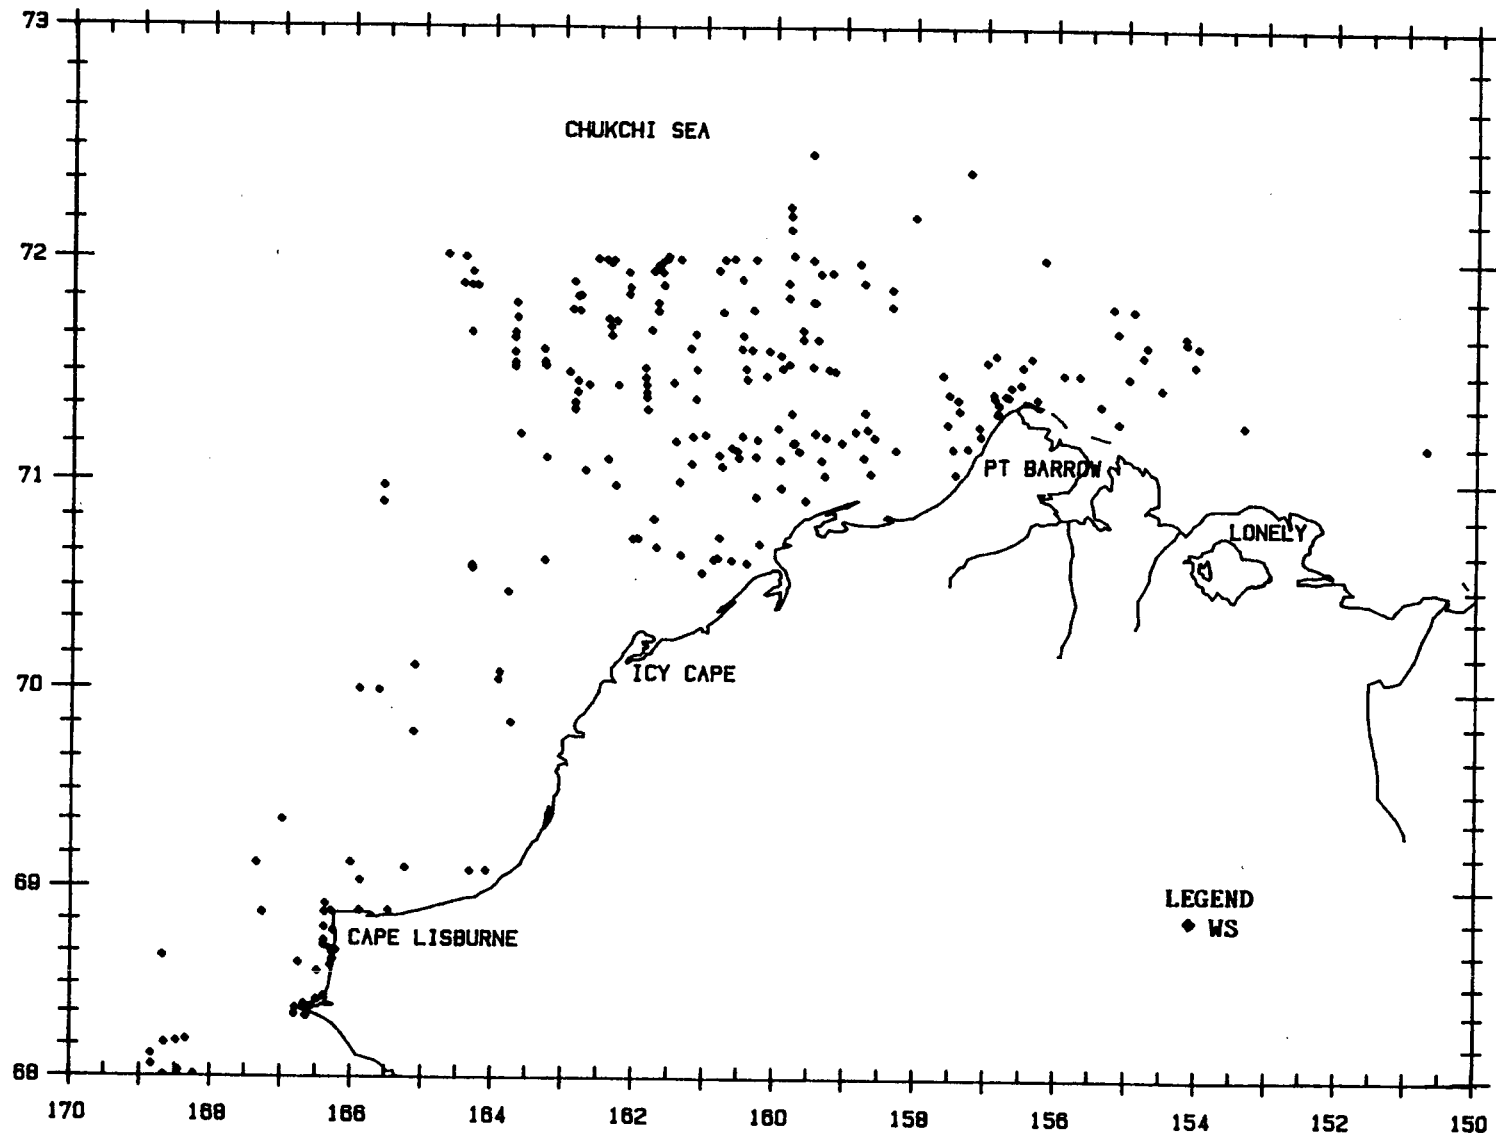 73
CHUKCHI SEA
72
71
PT BARROW
LONELY
70
ICY CAPE
69
LEGEND
WS
CAPE LISBURNE
68
170 168 166 164 162 160 158 156 154 152 150